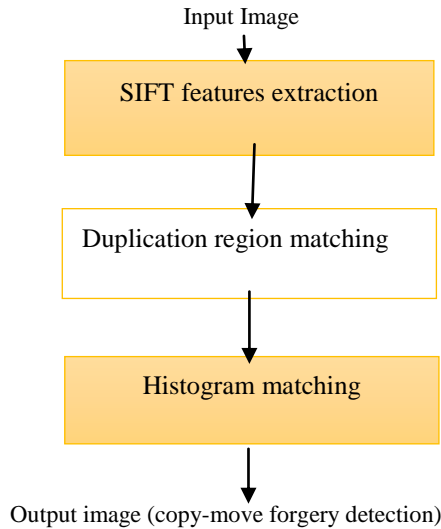 Input Image
SIFT features extraction
Duplication region matching
Histogram matching
Output image (copy-move forgery detection)